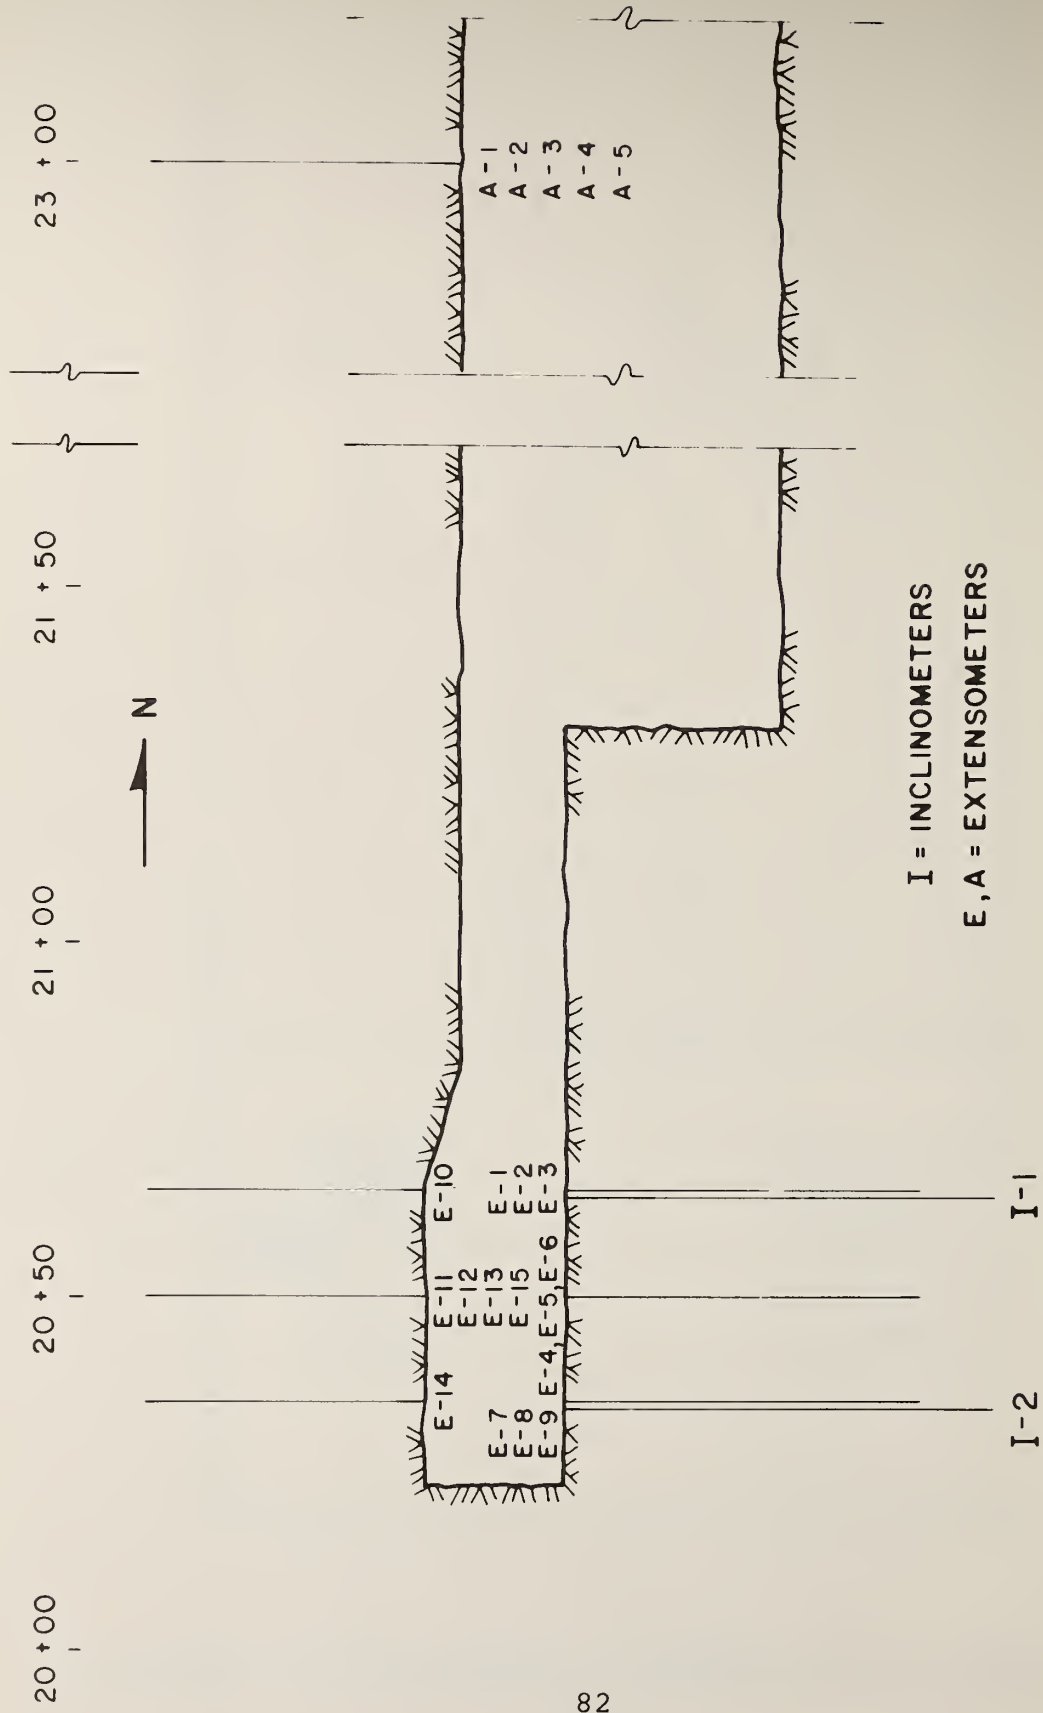 20 + 00
20 + 50
21 + 00
21 + 50
23 + 00
N
E-14
E-11
E-12
E-13
E-15
E-10
E-7
E-8
E-9
E-4, E-5, E-6
E-1
E-2
E-3
A-1
A-2
A-3
A-4
A-5
I = INCLINOMETERS
E, A = EXTENSOMETERS
I-2
I-1
82